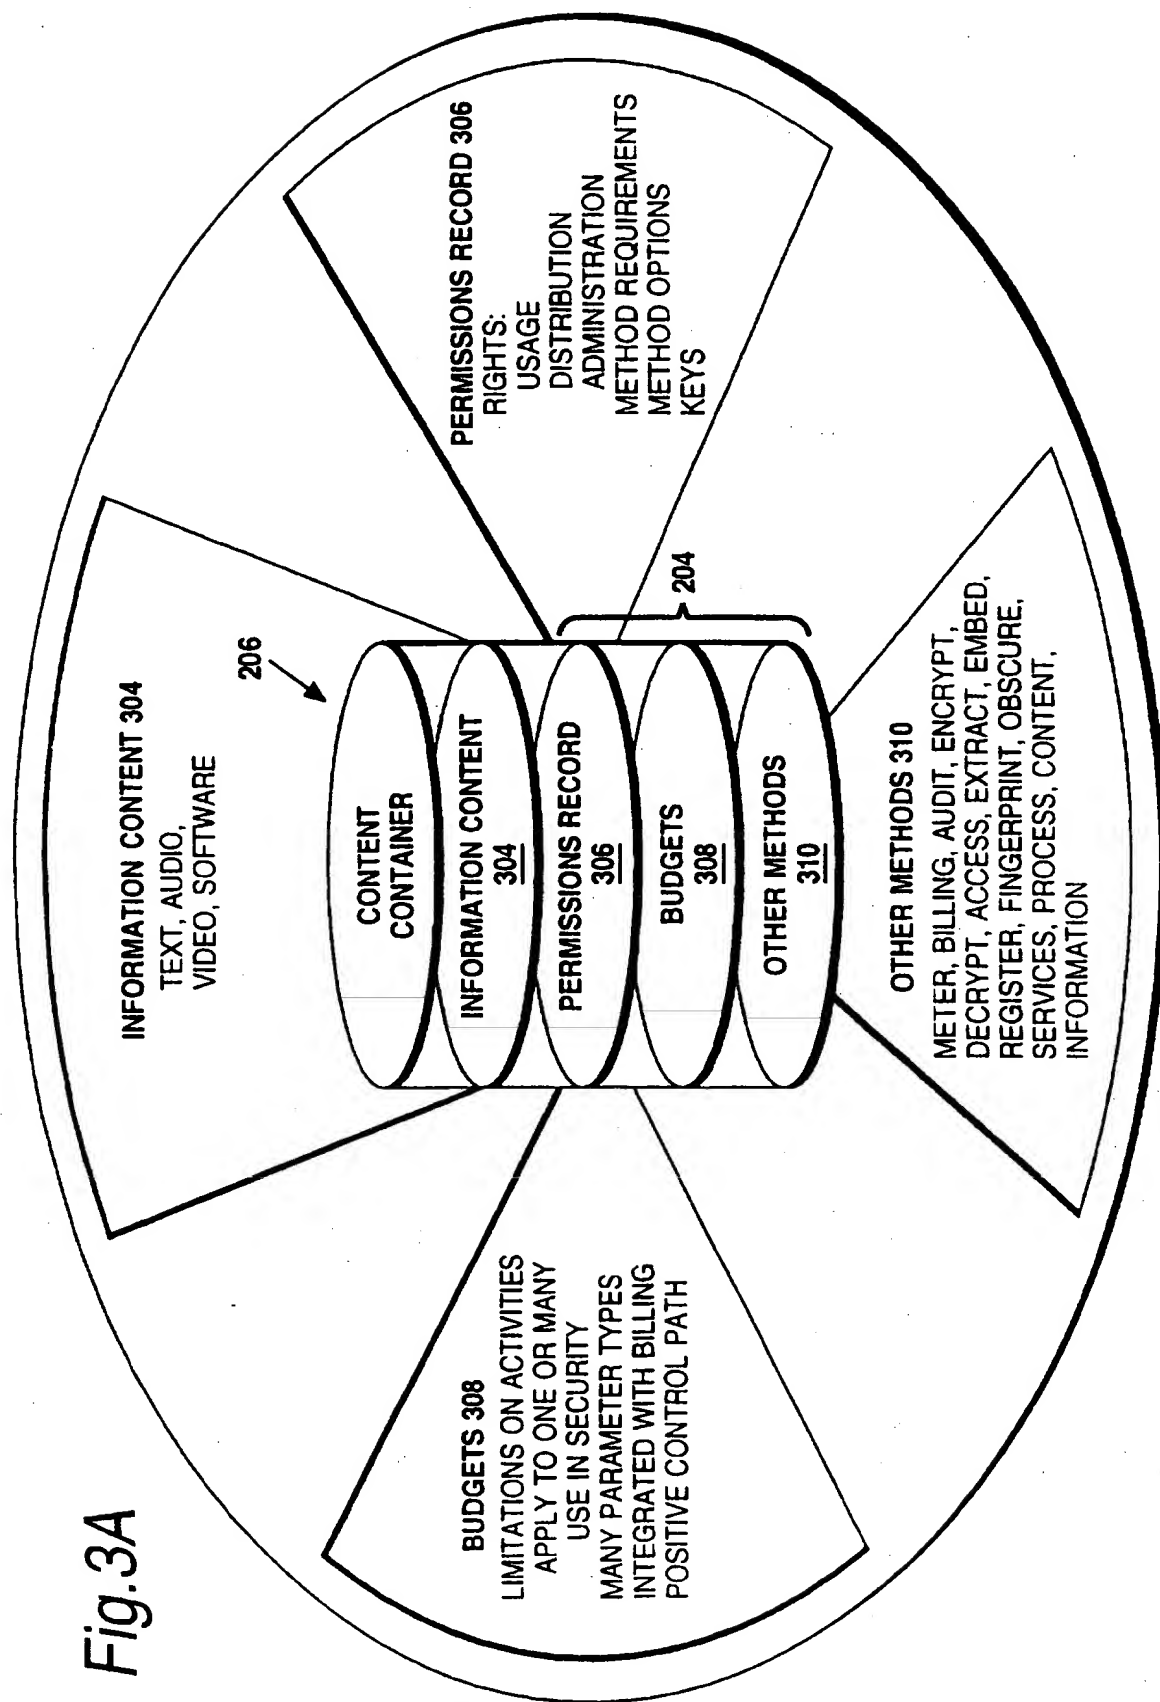 Fig.3A
INFORMATION CONTENT 304
TEXT, AUDIO,
VIDEO, SOFTWARE
206
CONTENT
CONTAINER
INFORMATION CONTENT
304
PERMISSIONS RECORD
306
BUDGETS
308
OTHER METHODS
310
204
BUDGETS 308
LIMITATIONS ON ACTIVITIES
APPLY TO ONE OR MANY
USE IN SECURITY
MANY PARAMETER TYPES
INTEGRATED WITH BILLING
POSITIVE CONTROL PATH
PERMISSIONS RECORD 306
RIGHTS:
USAGE
DISTRIBUTION
ADMINISTRATION
METHOD REQUIREMENTS
METHOD OPTIONS
KEYS
OTHER METHODS 310
METER, BILLING, AUDIT, ENCRYPT,
DECRYPT, ACCESS, EXTRACT, EMBED,
REGISTER, FINGERPRINT, OBSCURE,
SERVICES, PROCESS, CONTENT,
INFORMATION